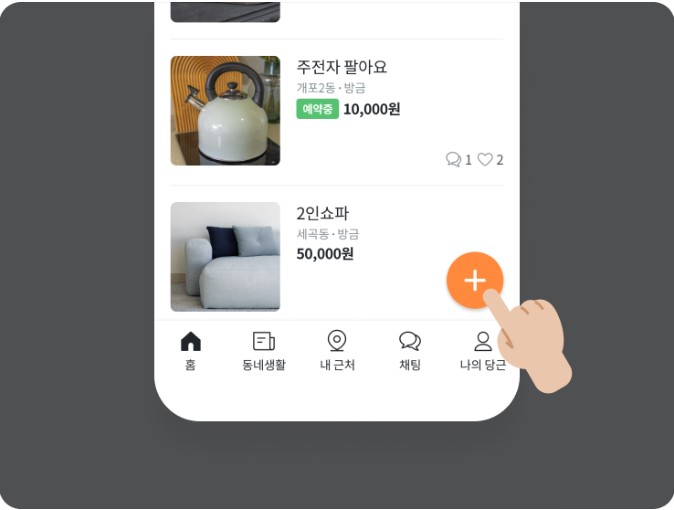 주전자 팔아요
개포2동 · 방금
예약중 10,000원
1 2
2인쇼파
세곡동 · 방금
50,000원
홈 동네생활 내 근처 채팅 나의 당근